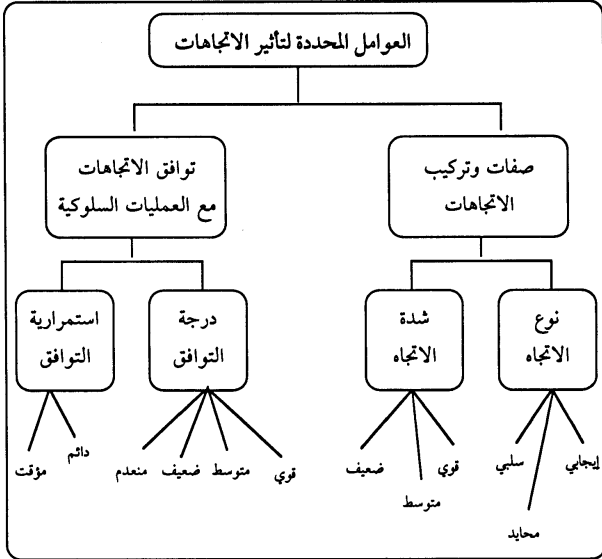 العوامل المحددة لتأثير الاتجاهات
صفات وتركيب
الاتجاهات
توافق الاتجاهات
مع العمليات السلوكية
نوع
الاتجاه
شدة
الاتجاه
درجة
التوافق
استمرارية
التوافق
إيجابي
سلبي
محايد
قوي
متوسط
ضعيف
قوي
متوسط
ضعيف
منعدم
دائم
مؤقت